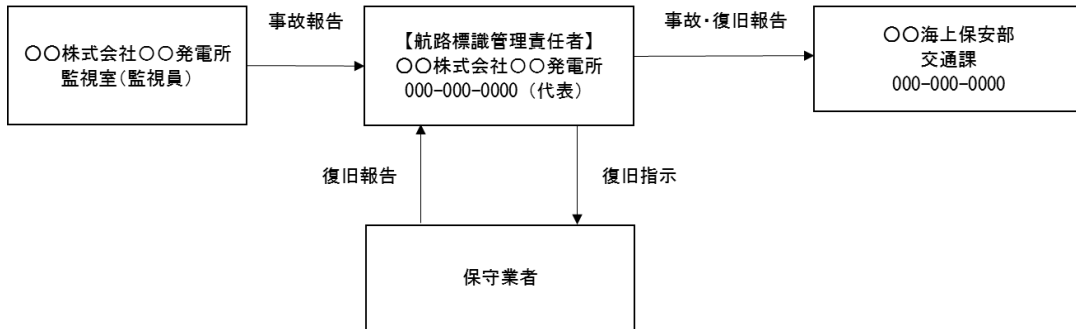 事故報告
事故・復旧報告
〇〇株式会社〇〇発電所
監視室(監視員)
【航路標識管理責任者】
〇〇株式会社〇〇発電所
000-000-0000 (代表)
〇〇海上保安部
交通課
000-000-0000
復旧報告
復旧指示
保守業者